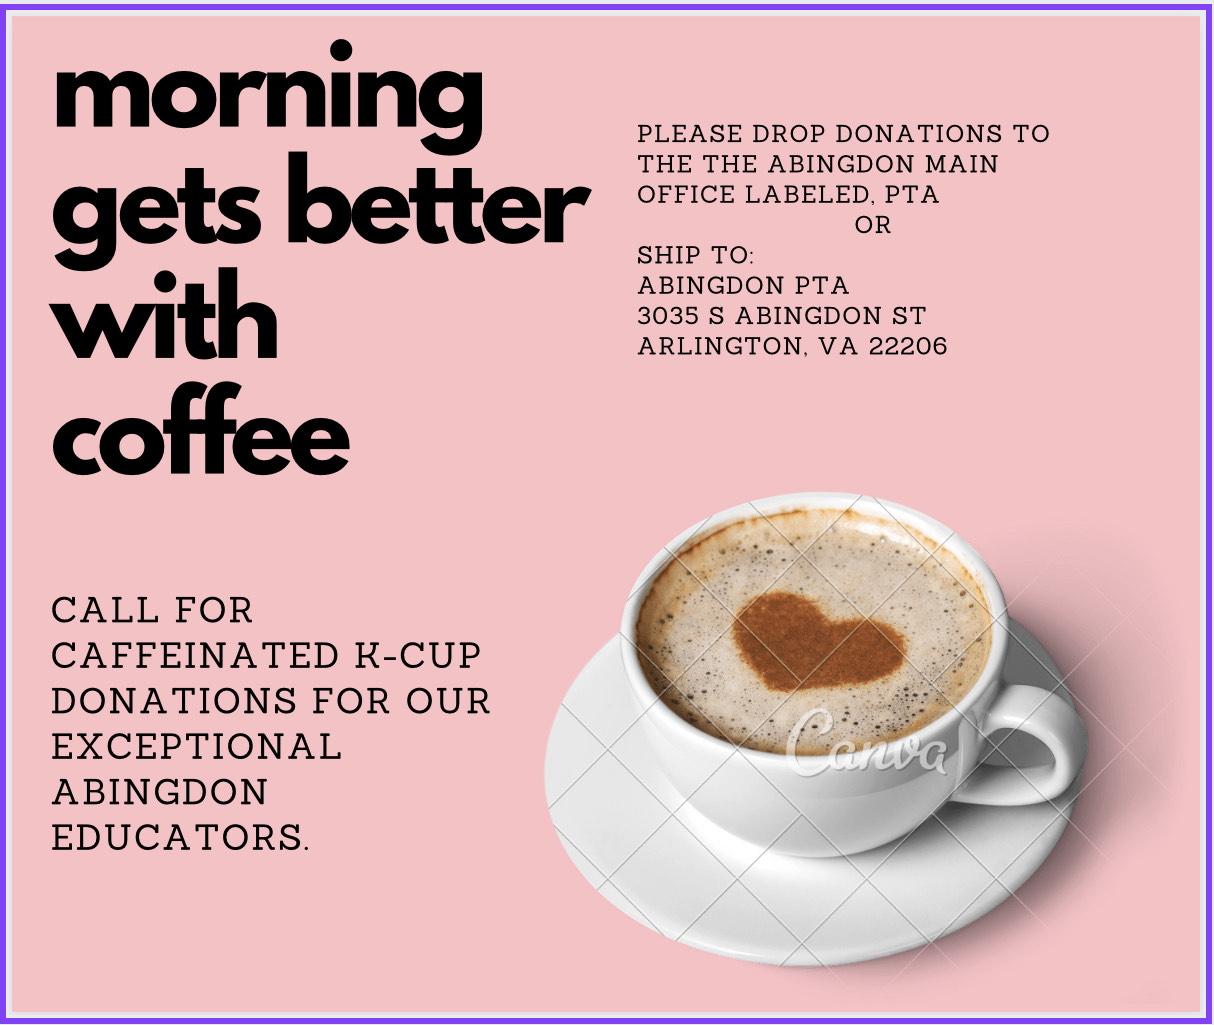 morning
gets better
with
coffee
PLEASE DROP DONATIONS TO
THE THE ABINGDON MAIN
OFFICE LABELED, PTA
OR
SHIP TO:
ABINGDON PTA
3035 S ABINGDON ST
ARLINGTON, VA 22206
CALL FOR
CAFFEINATED K-CUP
DONATIONS FOR OUR
EXCEPTIONAL
ABINGDON
EDUCATORS.
Canva